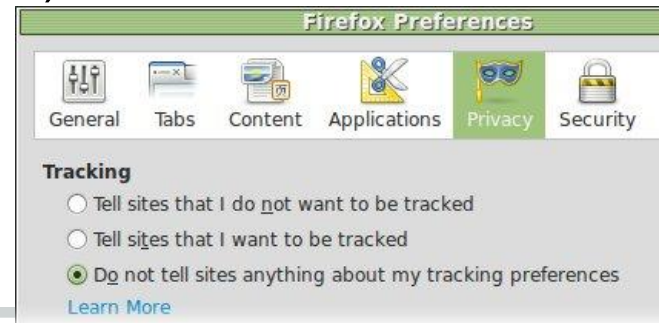 Firefox Preferences
General Tabs Content Applications Privacy Security
Tracking
Tell sites that I do not want to be tracked
Tell sites that I want to be tracked
Do not tell sites anything about my tracking preferences
Learn More